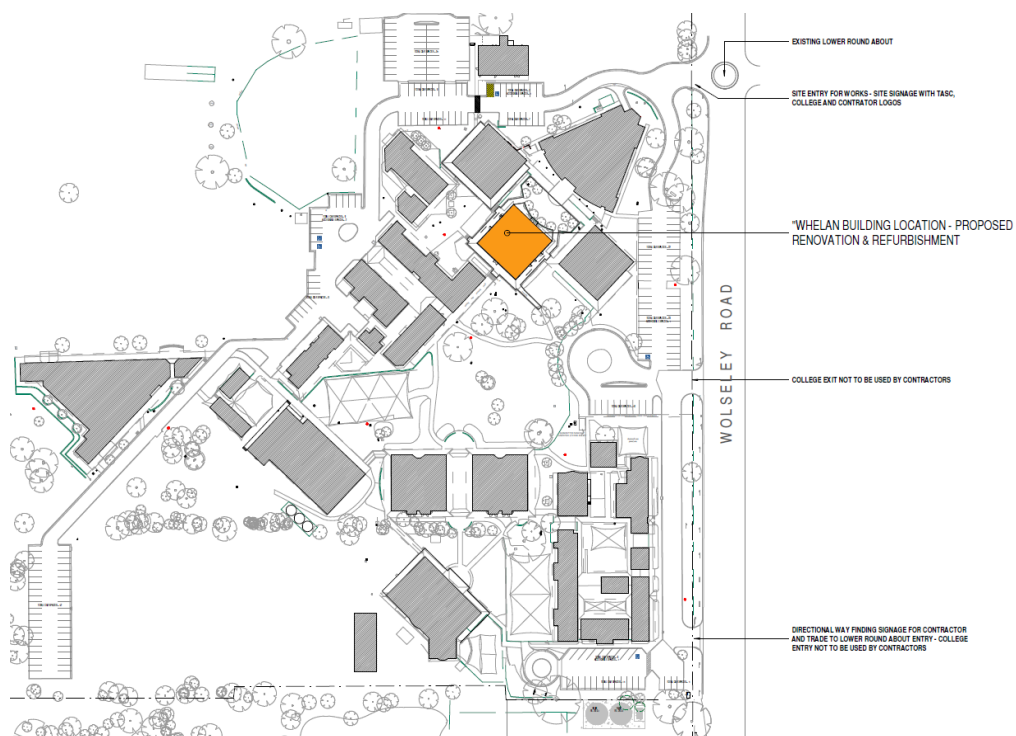 EXISTING LOWER ROUND ABOUT
SITE ENTRY FOR WORKS - SITE SIGNAGE WITH TASC,
COLLEGE AND CONTRATOR LOGOS
"WHELAN BUILDING LOCATION - PROPOSED
RENOVATION & REFURBISHMENT
WOLSELEY ROAD
COLLEGE EXIT NOT TO BE USED BY CONTRACTORS
DIRECTIONAL WAY FINDING SIGNAGE FOR CONTRACTOR
AND TRADE TO LOWER ROUND ABOUT ENTRY - COLLEGE
ENTRY NOT TO BE USED BY CONTRACTORS